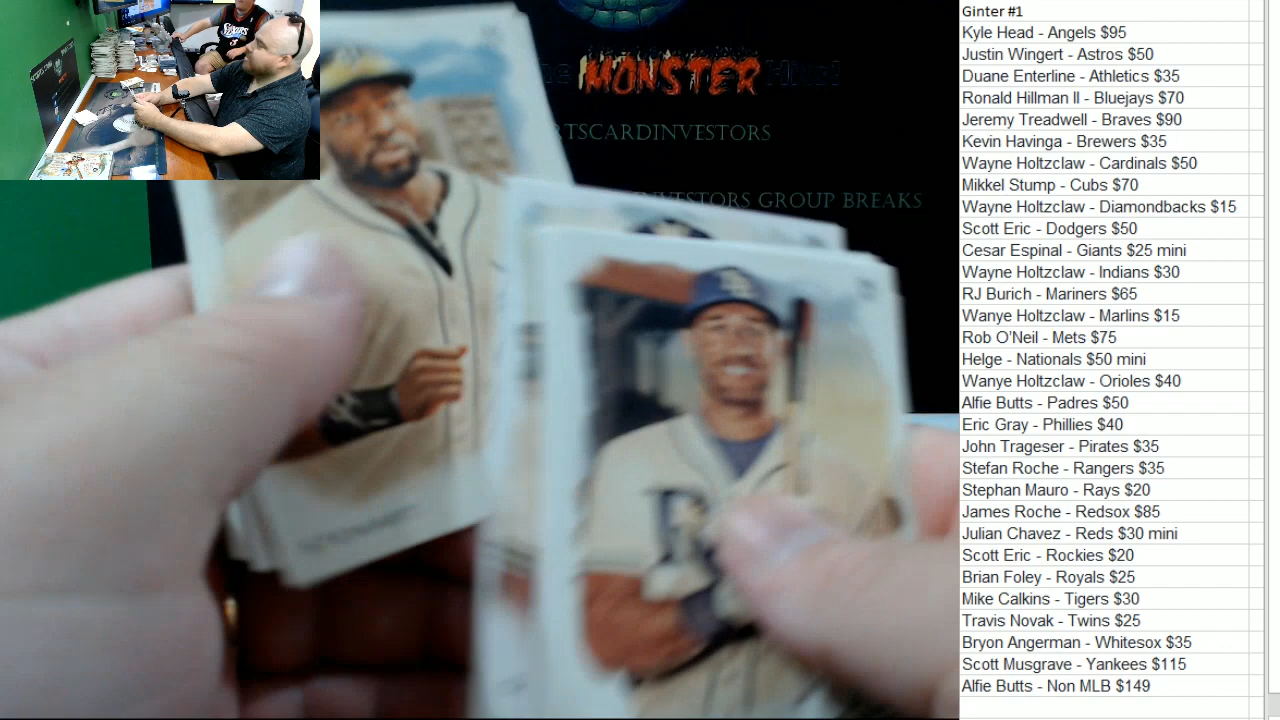 MONSTER
RTSCARDINVESTORS
GROUP BREAKS
Ginter #1
Kyle Head - Angels $95
Justin Wingert - Astros $50
Duane Enterline - Athletics $35
Ronald Hillman II - Bluejays $70
Jeremy Treadwell - Braves $90
Kevin Havinga - Brewers $35
Wayne Holtzclaw - Cardinals $50
Mikkel Stump - Cubs $70
Wayne Holtzclaw - Diamondbacks $15
Scott Eric - Dodgers $50
Cesar Espinal - Giants $25 mini
Wayne Holtzclaw - Indians $30
RJ Burich - Mariners $65
Wanye Holtzclaw - Marlins $15
Rob O'Neil - Mets $75
Helge - Nationals $50 mini
Wanye Holtzclaw - Orioles $40
Alfie Butts - Padres $50
Eric Gray - Phillies $40
John Trageser - Pirates $35
Stefan Roche - Rangers $35
Stephan Mauro - Rays $20
James Roche - Redsox $85
Julian Chavez - Reds $30 mini
Scott Eric - Rockies $20
Brian Foley - Royals $25
Mike Calkins - Tigers $30
Travis Novak - Twins $25
Bryon Angerman - Whitesox $35
Scott Musgrave - Yankees $115
Alfie Butts - Non MLB $149